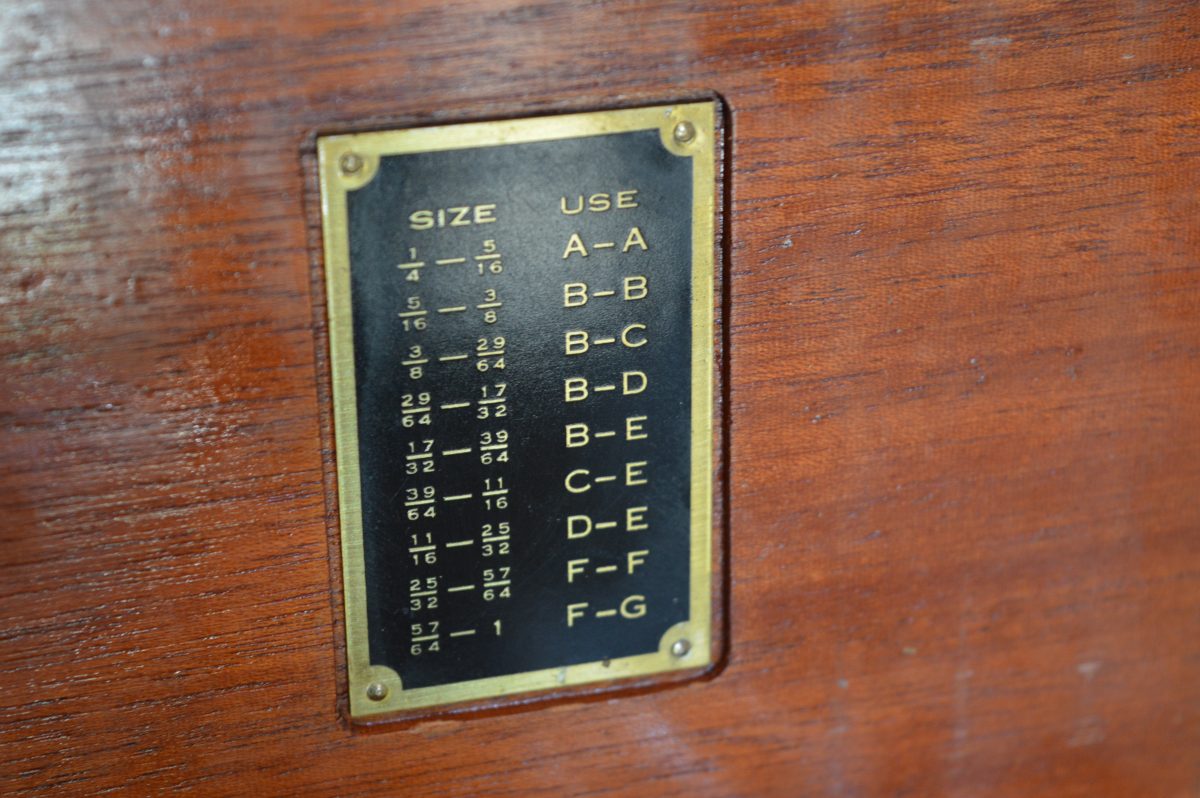 SIZE USE
1/4 — 5/16 A–A
5/16 — 3/8 B–B
3/8 — 29/64 B–C
29/64 — 17/32 B–D
17/32 — 39/64 B–E
39/64 — 11/16 C–E
11/16 — 25/32 D–E
25/32 — 57/64 F–F
57/64 — 1 F–G